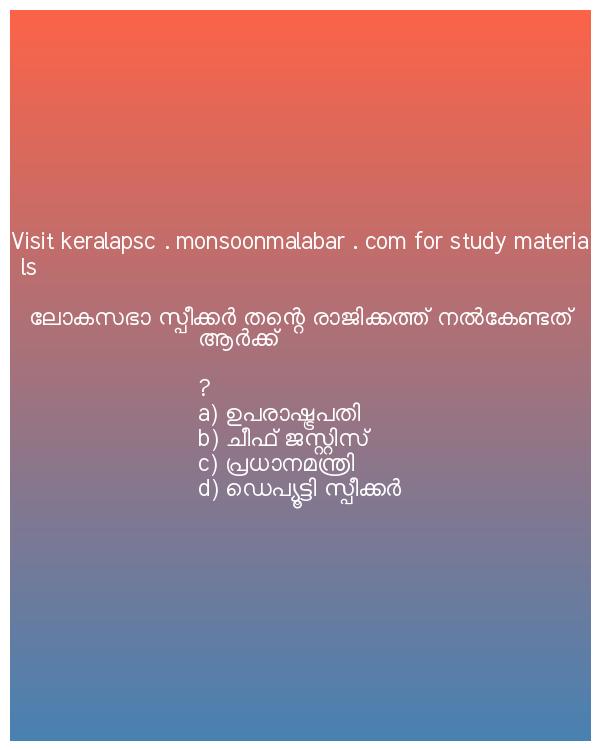 Visit keralapsc . monsoonmalabar . com for study materia
ls
ലോകസഭാ സ്പീക്കർ തന്റെ രാജിക്കത്ത് നൽകേണ്ടത്
ആർക്ക്
?
a) ഉപരാഷ്ട്രപതി
b) ചീഫ് ജസ്റ്റിസ്
c) പ്രധാനമന്ത്രി
d) ഡെപ്യൂട്ടി സ്പീക്കർ